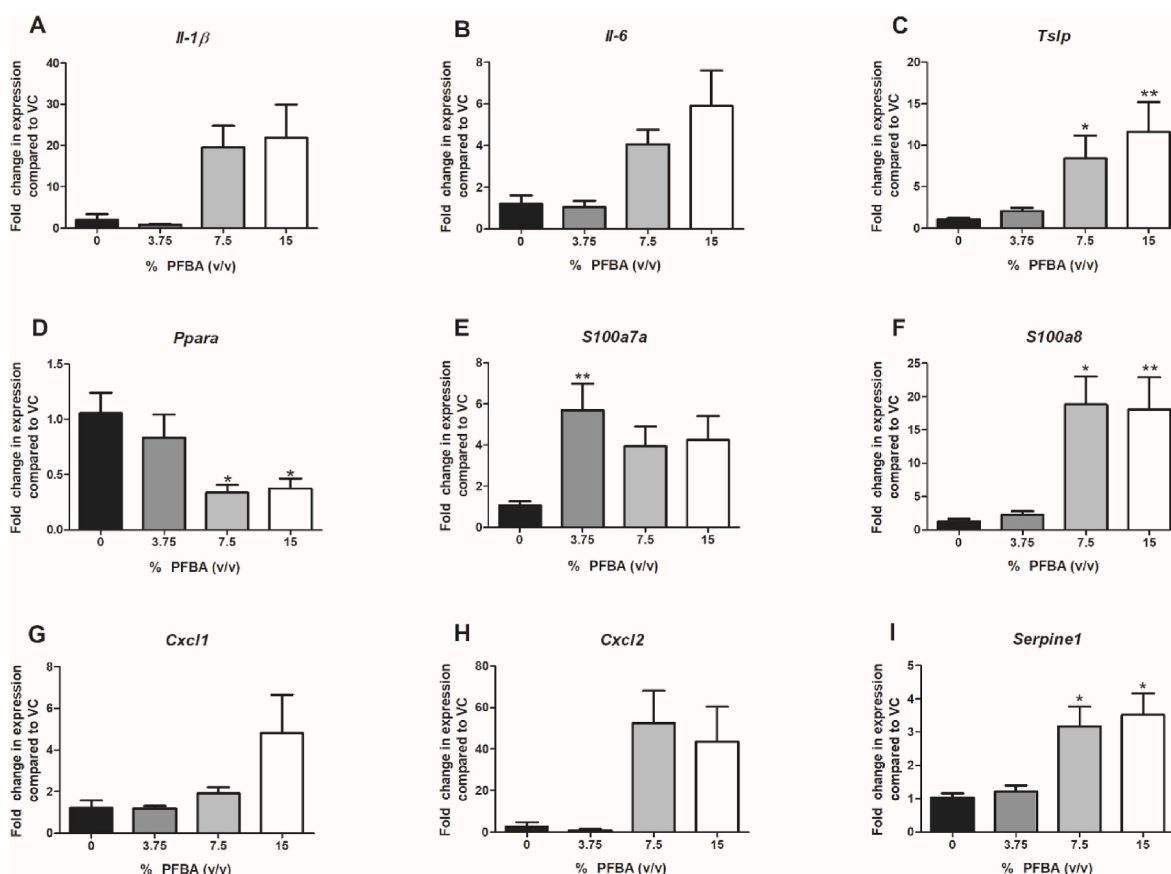 A
Il-1β
Fold change in expression
compared to VC
40
30
20
10
0
0 3.75 7.5 15
% PFBA (v/v)
B
Il-6
Fold change in expression
compared to VC
8
6
4
2
0
0 3.75 7.5 15
% PFBA (v/v)
C
Tslp
Fold change in expression
compared to VC
20
15
10
5
0
* **
0 3.75 7.5 15
% PFBA (v/v)
D
Ppara
Fold change in expression
compared to VC
1.5
1.0
0.5
0.0
* *
0 3.75 7.5 15
% PFBA (v/v)
E
S100a7a
Fold change in expression
compared to VC
8
6
4
2
0
**
0 3.75 7.5 15
% PFBA (v/v)
F
S100a8
Fold change in expression
compared to VC
25
20
15
10
5
0
* **
0 3.75 7.5 15
% PFBA (v/v)
G
Cxcl1
Fold change in expression
compared to VC
8
6
4
2
0
0 3.75 7.5 15
% PFBA (v/v)
H
Cxcl2
Fold change in expression
compared to VC
80
60
40
20
0
0 3.75 7.5 15
% PFBA (v/v)
I
Serpine1
Fold change in expression
compared to VC
5
4
3
2
1
0
* *
0 3.75 7.5 15
% PFBA (v/v)